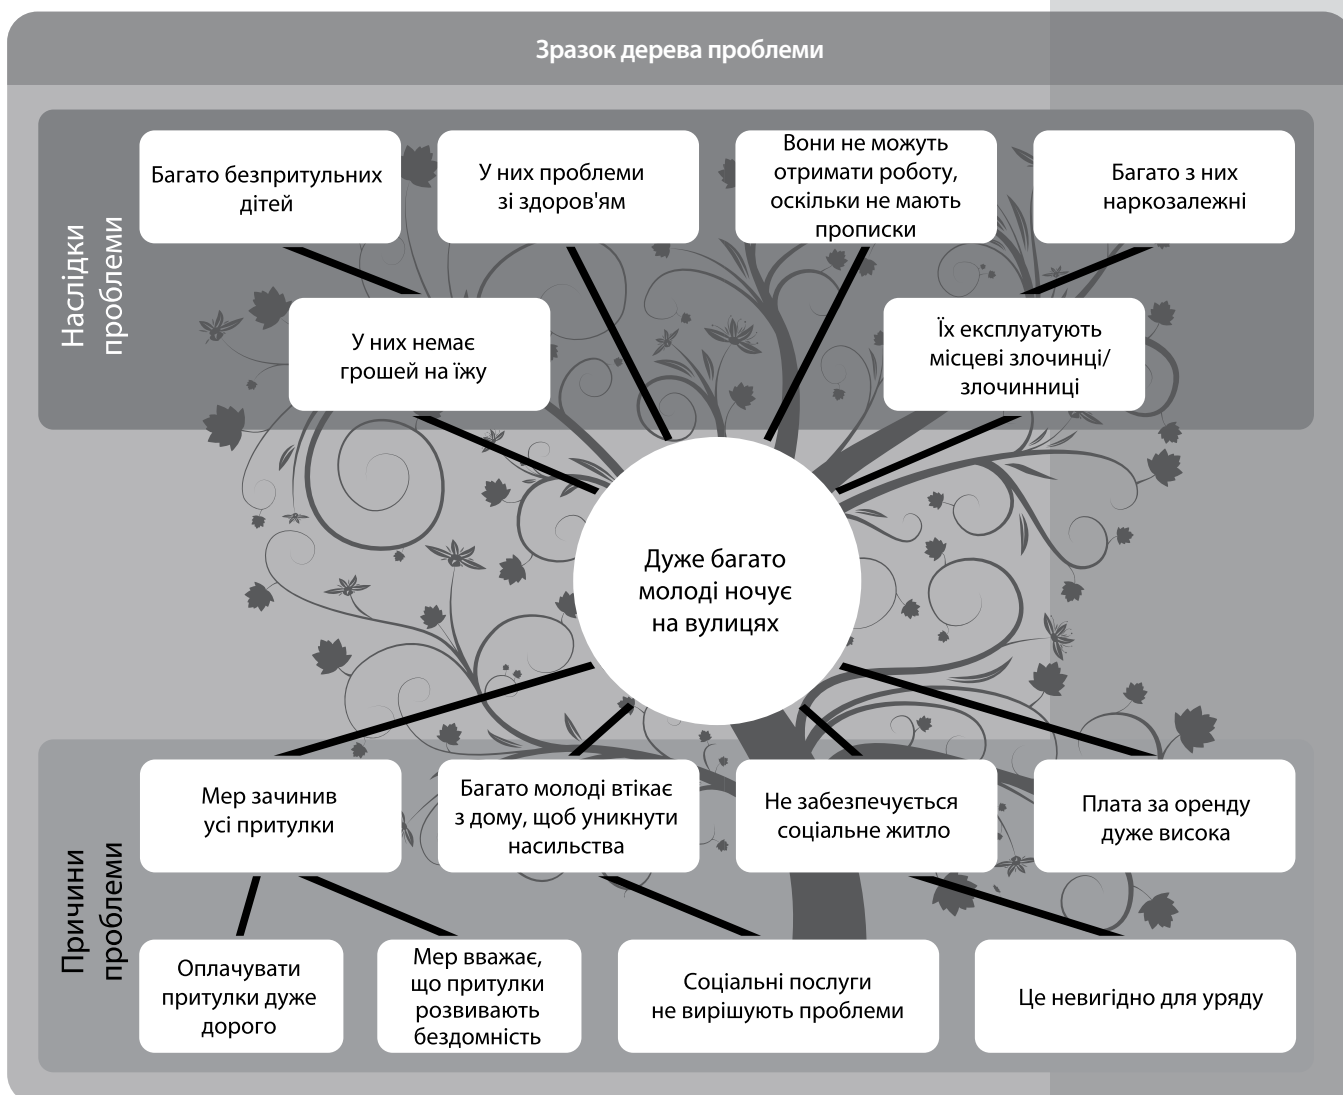 Зразок дерева проблеми
Наслідки
проблеми
Багато безпритульних
дітей
У них проблеми
зі здоров'ям
Вони не можуть
отримати роботу,
оскільки не мають
прописки
Багато з них
наркозалежні
У них немає
грошей на їжу
Їх експлуатують
місцеві злочинці/
злочинниці
Дуже багато
молоді ночує
на вулицях
Причини
проблеми
Мер зачинив
усі притулки
Багато молоді втікає
з дому, щоб уникнути
насильства
Не забезпечується
соціальне житло
Плата за оренду
дуже висока
Оплачувати
притулки дуже
дорого
Мер вважає,
що притулки
розвивають
бездомність
Соціальні послуги
не вирішують проблеми
Це невигідно для уряду